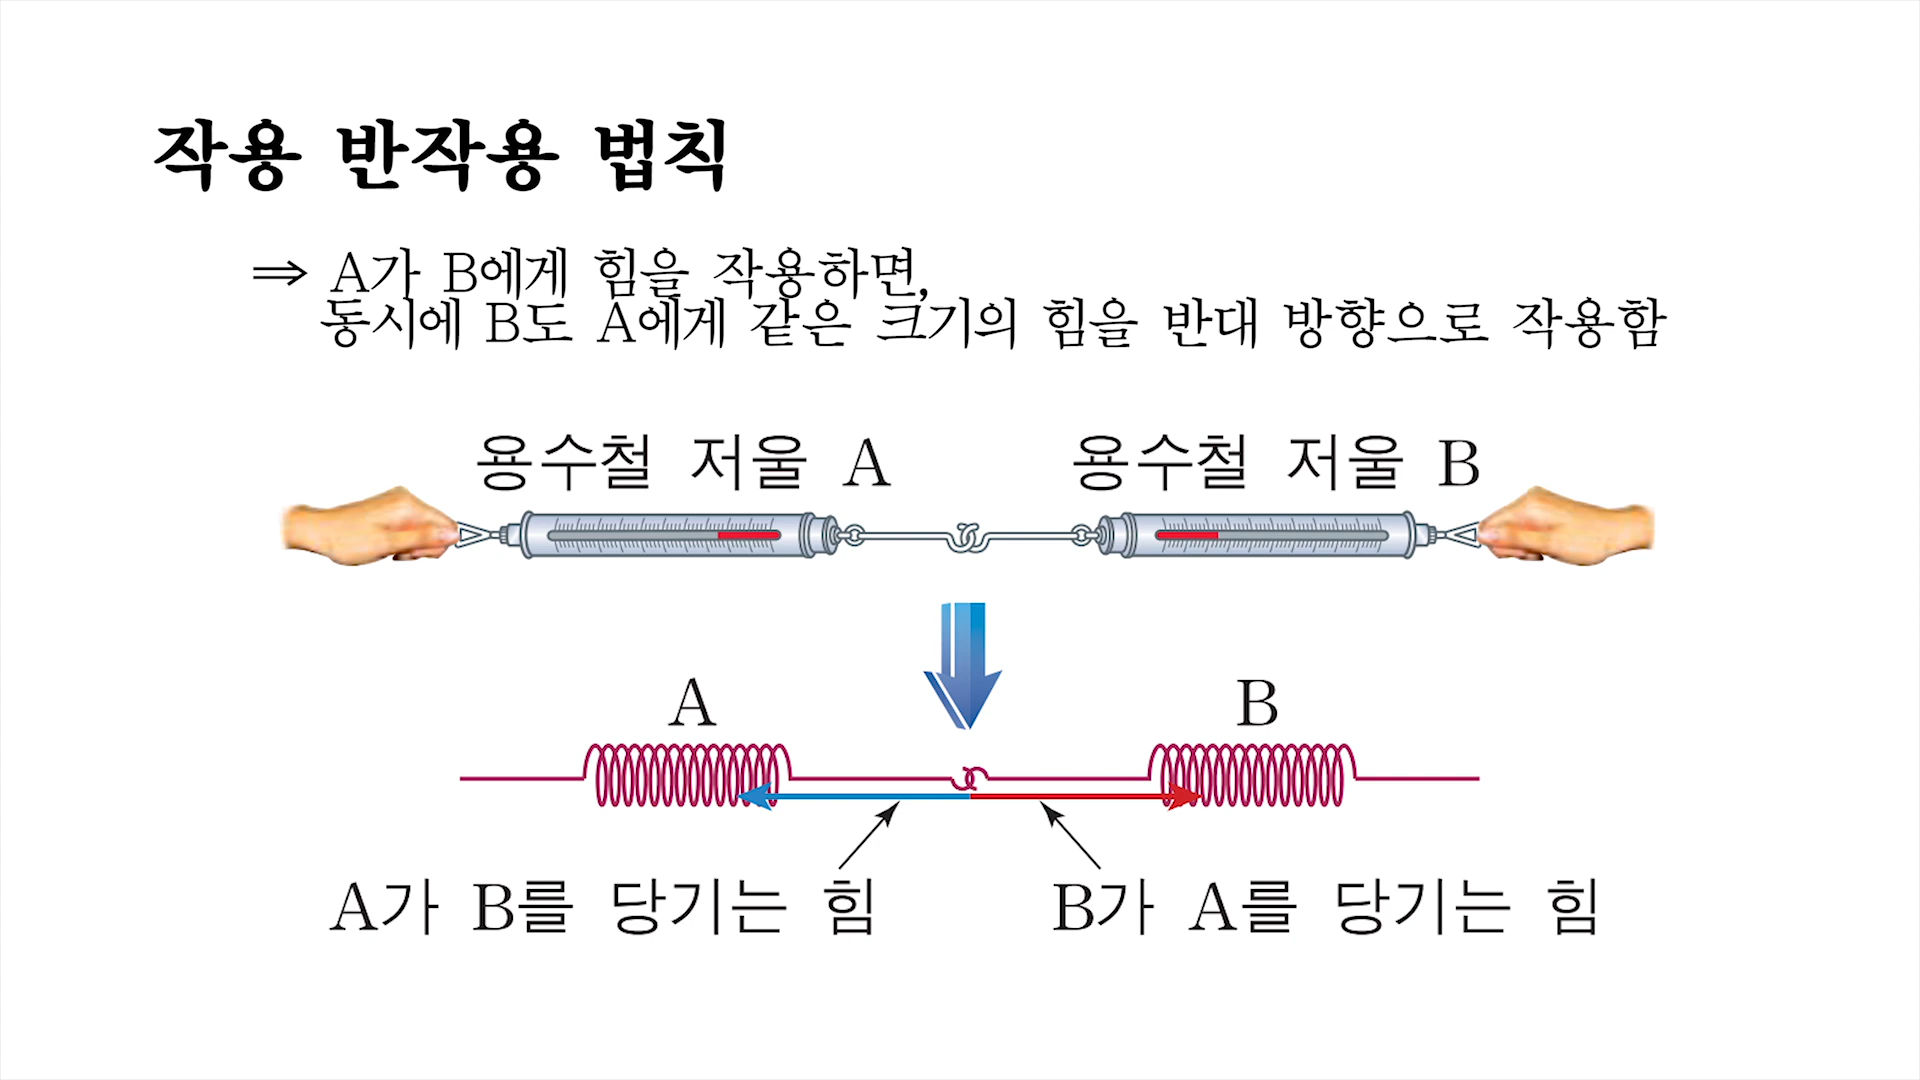 작용 반작용 법칙
⇒ A가 B에게 힘을 작용하면,
동시에 B도 A에게 같은 크기의 힘을 반대 방향으로 작용함
용수철 저울 A
용수철 저울 B
A
B
A가 B를 당기는 힘
B가 A를 당기는 힘